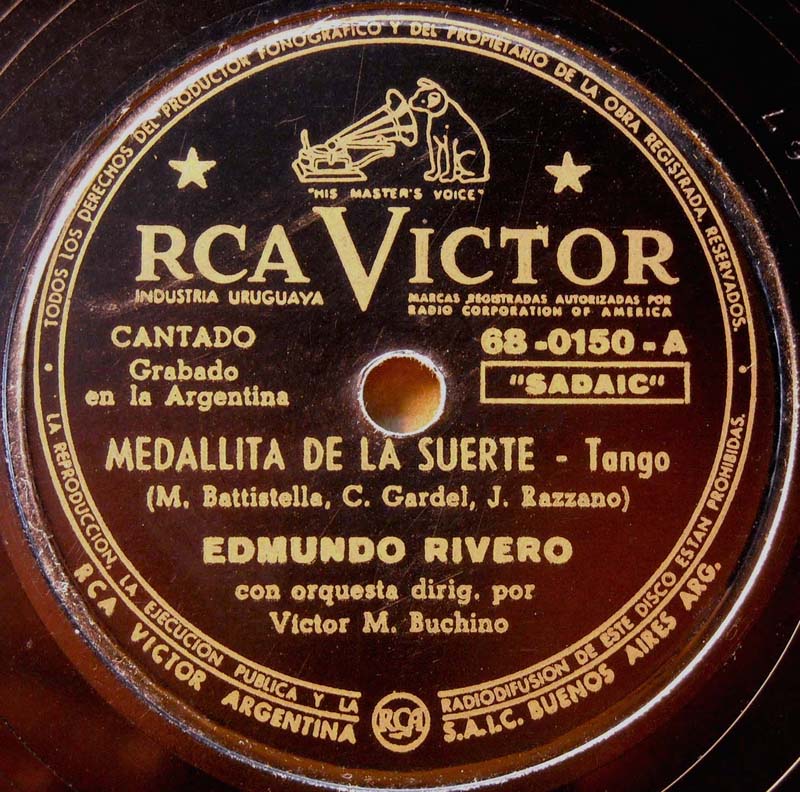 TODOS LOS DERECHOS DEL PRODUCTOR FONOGRÁFICO Y DEL PROPIETARIO DE LA OBRA REGISTRADA, RESERVADOS.
"HIS MASTER'S VOICE"
RCA VICTOR
INDUSTRIA URUGUAYA
MARCAS REGISTRADAS AUTORIZADAS POR
RADIO CORPORATION OF AMERICA
CANTADO
68-0150-A
Grabado
en la Argentina
"SADAIC"
MEDALLITA DE LA SUERTE - Tango
(M. Battistella, C. Gardel, J. Razzano)
EDMUNDO RIVERO
con orquesta dirig. por
Víctor M. Buchino
LA REPRODUCCION, LA EJECUCION PUBLICA Y LA RADIODIFUSION DE ESTE DISCO ESTAN PROHIBIDAS.
RCA VICTOR ARGENTINA S.A.I.C. BUENOS AIRES ARG.
RCA